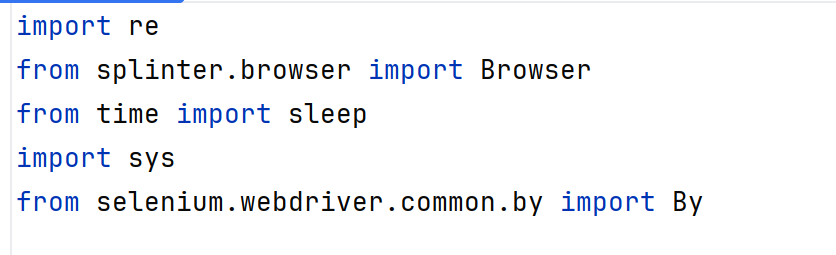 import re
from splinter.browser import Browser
from time import sleep
import sys
from selenium.webdriver.common.by import By